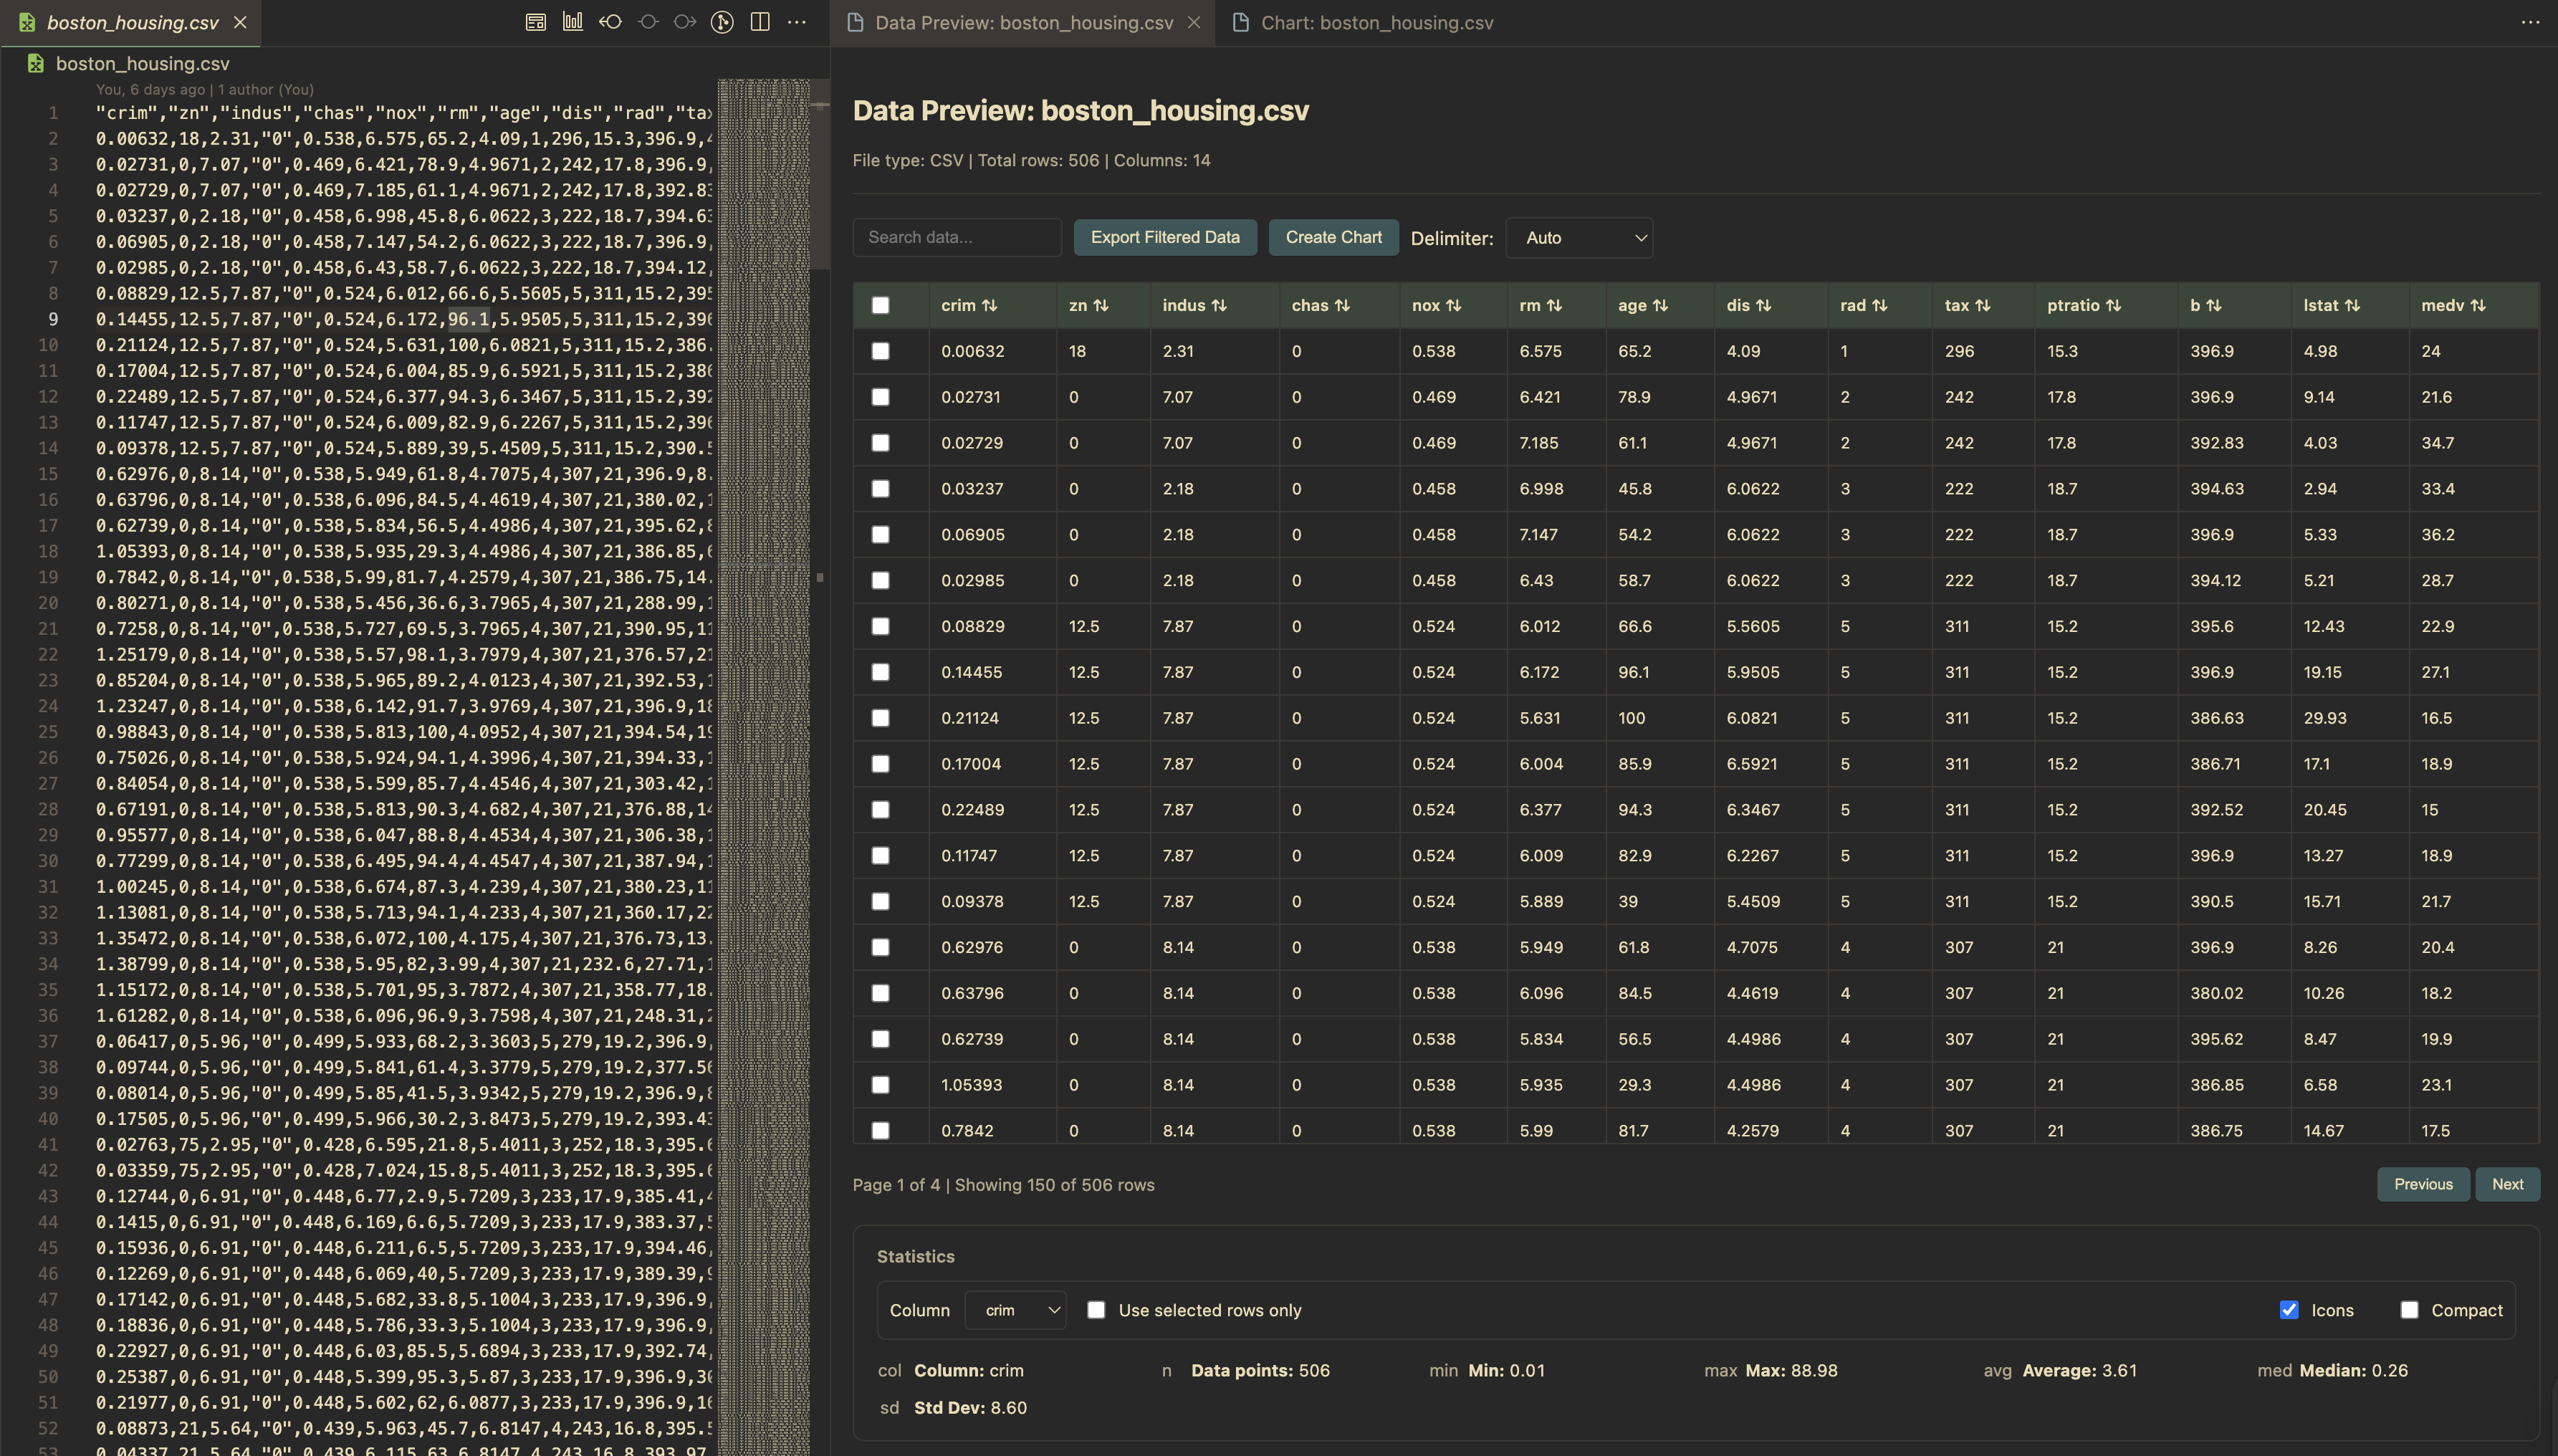 boston_housing.csv
boston_housing.csv
You, 6 days ago | 1 author (You)
1 "crim","zn","indus","chas","nox","rm","age","dis","rad","tax
2 0.00632,18,2.31,"0",0.538,6.575,65.2,4.09,1,296,15.3,396.9,4
3 0.02731,0,7.07,"0",0.469,6.421,78.9,4.9671,2,242,17.8,396.9,
4 0.02729,0,7.07,"0",0.469,7.185,61.1,4.9671,2,242,17.8,392.83
5 0.03237,0,2.18,"0",0.458,6.998,45.8,6.0622,3,222,18.7,394.63
6 0.06905,0,2.18,"0",0.458,7.147,54.2,6.0622,3,222,18.7,396.9,
7 0.02985,0,2.18,"0",0.458,6.43,58.7,6.0622,3,222,18.7,394.12,
8 0.08829,12.5,7.87,"0",0.524,6.012,66.6,5.5605,5,311,15.2,395
9 0.14455,12.5,7.87,"0",0.524,6.172,96.1,5.9505,5,311,15.2,396
10 0.21124,12.5,7.87,"0",0.524,5.631,100,6.0821,5,311,15.2,386.
11 0.17004,12.5,7.87,"0",0.524,6.004,85.9,6.5921,5,311,15.2,386
12 0.22489,12.5,7.87,"0",0.524,6.377,94.3,6.3467,5,311,15.2,392
13 0.11747,12.5,7.87,"0",0.524,6.009,82.9,6.2267,5,311,15.2,396
14 0.09378,12.5,7.87,"0",0.524,5.889,39,5.4509,5,311,15.2,390.5
15 0.62976,0,8.14,"0",0.538,5.949,61.8,4.7075,4,307,21,396.9,8.
16 0.63796,0,8.14,"0",0.538,6.096,84.5,4.4619,4,307,21,380.02,1
17 0.62739,0,8.14,"0",0.538,5.834,56.5,4.4986,4,307,21,395.62,8
18 1.05393,0,8.14,"0",0.538,5.935,29.3,4.4986,4,307,21,386.85,6
19 0.7842,0,8.14,"0",0.538,5.99,81.7,4.2579,4,307,21,386.75,14.
20 0.80271,0,8.14,"0",0.538,5.456,36.6,3.7965,4,307,21,288.99,1
21 0.7258,0,8.14,"0",0.538,5.727,69.5,3.7965,4,307,21,390.95,11
22 1.25179,0,8.14,"0",0.538,5.57,98.1,3.7979,4,307,21,376.57,21
23 0.85204,0,8.14,"0",0.538,5.965,89.2,4.0123,4,307,21,392.53,1
24 1.23247,0,8.14,"0",0.538,6.142,91.7,3.9769,4,307,21,396.9,18
25 0.98843,0,8.14,"0",0.538,5.813,100,4.0952,4,307,21,394.54,19
26 0.75026,0,8.14,"0",0.538,5.924,94.1,4.3996,4,307,21,394.33,1
27 0.84054,0,8.14,"0",0.538,5.599,85.7,4.4546,4,307,21,303.42,1
28 0.67191,0,8.14,"0",0.538,5.813,90.3,4.682,4,307,21,376.88,14
29 0.95577,0,8.14,"0",0.538,6.047,88.8,4.4534,4,307,21,306.38,1
30 0.77299,0,8.14,"0",0.538,6.495,94.4,4.4547,4,307,21,387.94,1
31 1.00245,0,8.14,"0",0.538,6.674,87.3,4.239,4,307,21,380.23,11
32 1.13081,0,8.14,"0",0.538,5.713,94.1,4.233,4,307,21,360.17,22
33 1.35472,0,8.14,"0",0.538,6.072,100,4.175,4,307,21,376.73,13.
34 1.38799,0,8.14,"0",0.538,5.95,82,3.99,4,307,21,232.6,27.71,1
35 1.15172,0,8.14,"0",0.538,5.701,95,3.7872,4,307,21,358.77,18.
36 1.61282,0,8.14,"0",0.538,6.096,96.9,3.7598,4,307,21,248.31,2
37 0.06417,0,5.96,"0",0.499,5.933,68.2,3.3603,5,279,19.2,396.9,
38 0.09744,0,5.96,"0",0.499,5.841,61.4,3.3779,5,279,19.2,377.56
39 0.08014,0,5.96,"0",0.499,5.85,41.5,3.9342,5,279,19.2,396.9,8
40 0.17505,0,5.96,"0",0.499,5.966,30.2,3.8473,5,279,19.2,393.43
41 0.02763,75,2.95,"0",0.428,6.595,21.8,5.4011,3,252,18.3,395.6
42 0.03359,75,2.95,"0",0.428,7.024,15.8,5.4011,3,252,18.3,395.6
43 0.12744,0,6.91,"0",0.448,6.77,2.9,5.7209,3,233,17.9,385.41,4
44 0.1415,0,6.91,"0",0.448,6.169,6.6,5.7209,3,233,17.9,383.37,5
45 0.15936,0,6.91,"0",0.448,6.211,6.5,5.7209,3,233,17.9,394.46,
46 0.12269,0,6.91,"0",0.448,6.069,40,5.7209,3,233,17.9,389.39,9
47 0.17142,0,6.91,"0",0.448,5.682,33.8,5.1004,3,233,17.9,396.9,
48 0.18836,0,6.91,"0",0.448,5.786,33.3,5.1004,3,233,17.9,396.9,
49 0.22927,0,6.91,"0",0.448,6.03,85.5,5.6894,3,233,17.9,392.74,
50 0.25387,0,6.91,"0",0.448,5.399,95.3,5.87,3,233,17.9,396.9,30
51 0.21977,0,6.91,"0",0.448,5.602,62,6.0877,3,233,17.9,396.9,16
52 0.08873,21,5.64,"0",0.439,5.963,45.7,6.8147,4,243,16.8,395.5
53 0.04337,21,5.64,"0",0.439,6.115,63,6.8147,4,243,16.8,393.97,
Data Preview: boston_housing.csv
Chart: boston_housing.csv
Data Preview: boston_housing.csv
File type: CSV | Total rows: 506 | Columns: 14
Search data... Export Filtered Data Create Chart Delimiter: Auto
crim zn indus chas nox rm age dis rad tax ptratio b lstat medv
0.00632 18 2.31 0 0.538 6.575 65.2 4.09 1 296 15.3 396.9 4.98 24
0.02731 0 7.07 0 0.469 6.421 78.9 4.9671 2 242 17.8 396.9 9.14 21.6
0.02729 0 7.07 0 0.469 7.185 61.1 4.9671 2 242 17.8 392.83 4.03 34.7
0.03237 0 2.18 0 0.458 6.998 45.8 6.0622 3 222 18.7 394.63 2.94 33.4
0.06905 0 2.18 0 0.458 7.147 54.2 6.0622 3 222 18.7 396.9 5.33 36.2
0.02985 0 2.18 0 0.458 6.43 58.7 6.0622 3 222 18.7 394.12 5.21 28.7
0.08829 12.5 7.87 0 0.524 6.012 66.6 5.5605 5 311 15.2 395.6 12.43 22.9
0.14455 12.5 7.87 0 0.524 6.172 96.1 5.9505 5 311 15.2 396.9 19.15 27.1
0.21124 12.5 7.87 0 0.524 5.631 100 6.0821 5 311 15.2 386.63 29.93 16.5
0.17004 12.5 7.87 0 0.524 6.004 85.9 6.5921 5 311 15.2 386.71 17.1 18.9
0.22489 12.5 7.87 0 0.524 6.377 94.3 6.3467 5 311 15.2 392.52 20.45 15
0.11747 12.5 7.87 0 0.524 6.009 82.9 6.2267 5 311 15.2 396.9 13.27 18.9
0.09378 12.5 7.87 0 0.524 5.889 39 5.4509 5 311 15.2 390.5 15.71 21.7
0.62976 0 8.14 0 0.538 5.949 61.8 4.7075 4 307 21 396.9 8.26 20.4
0.63796 0 8.14 0 0.538 6.096 84.5 4.4619 4 307 21 380.02 10.26 18.2
0.62739 0 8.14 0 0.538 5.834 56.5 4.4986 4 307 21 395.62 8.47 19.9
1.05393 0 8.14 0 0.538 5.935 29.3 4.4986 4 307 21 386.85 6.58 23.1
0.7842 0 8.14 0 0.538 5.99 81.7 4.2579 4 307 21 386.75 14.67 17.5
Page 1 of 4 | Showing 150 of 506 rows Previous Next
Statistics
Column crim Use selected rows only Icons Compact
col Column: crim n Data points: 506 min Min: 0.01 max Max: 88.98 avg Average: 3.61 med Median: 0.26
sd Std Dev: 8.60